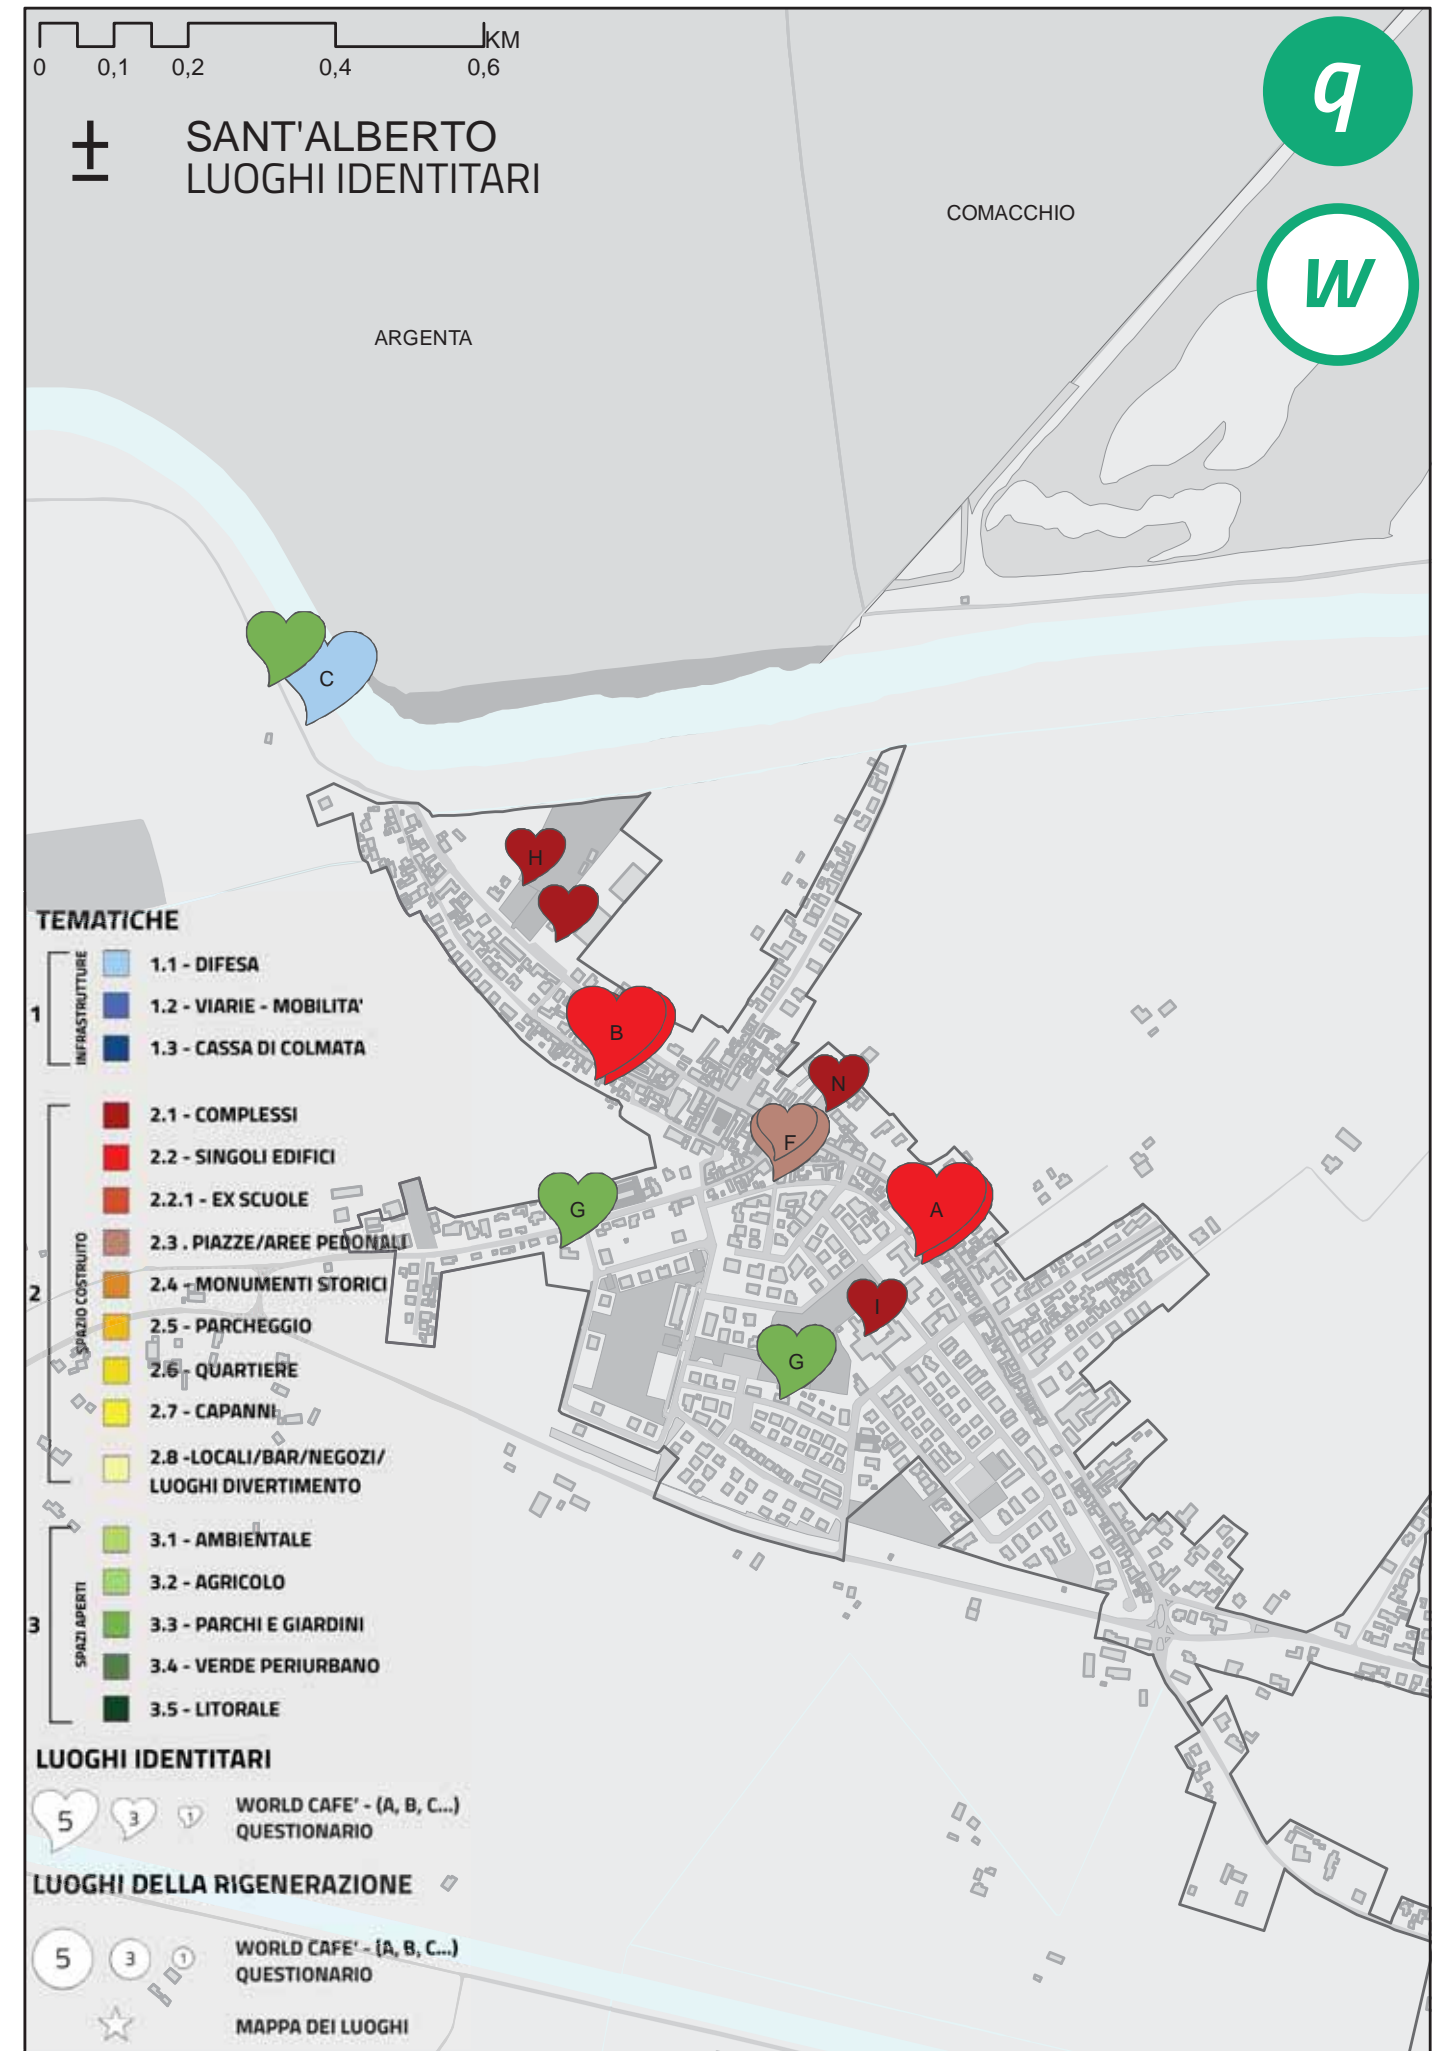 KM
0 0,1 0,2 0,4 0,6
SANT'ALBERTO
LUOGHI IDENTITARI
q
w
COMACCHIO
ARGENTA
C
H
B
N
F
G
A
I
G
TEMATICHE
1
INFRASTRUTTURE
1.1 - DIFESA
1.2 - VIARIE - MOBILITA'
1.3 - CASSA DI COLMATA
2
SPAZIO COSTRUITO
2.1 - COMPLESSI
2.2 - SINGOLI EDIFICI
2.2.1 - EX SCUOLE
2.3 . PIAZZE/AREE PEDONALI
2.4 - MONUMENTI STORICI
2.5 - PARCHEGGIO
2.6 - QUARTIERE
2.7 - CAPANNI
2.8 -LOCALI/BAR/NEGOZI/
LUOGHI DIVERTIMENTO
3
SPAZI APERTI
3.1 - AMBIENTALE
3.2 - AGRICOLO
3.3 - PARCHI E GIARDINI
3.4 - VERDE PERIURBANO
3.5 - LITORALE
LUOGHI IDENTITARI
5 3 1
WORLD CAFE' - (A, B, C...)
QUESTIONARIO
LUOGHI DELLA RIGENERAZIONE
5 3 1
WORLD CAFE' - (A, B, C...)
QUESTIONARIO
MAPPA DEI LUOGHI